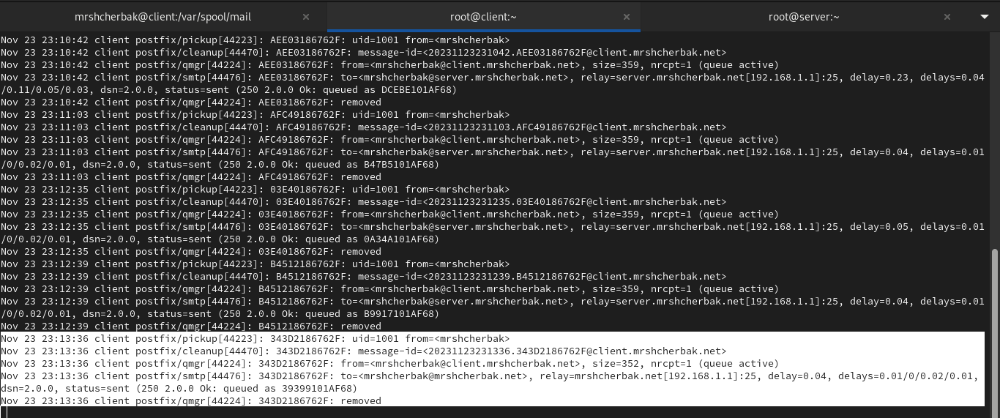 mrshcherbak@client:/var/spool/mail × root@client:~ × root@server:~ ×
Nov 23 23:10:42 client postfix/pickup[44223]: AEE03186762F: uid=1001 from=<mrshcherbak>
Nov 23 23:10:42 client postfix/cleanup[44470]: AEE03186762F: message-id=<20231123231042.AEE03186762F@client.mrshcherbak.net>
Nov 23 23:10:42 client postfix/qmgr[44224]: AEE03186762F: from=<mrshcherbak@client.mrshcherbak.net>, size=359, nrcpt=1 (queue active)
Nov 23 23:10:42 client postfix/smtp[44476]: AEE03186762F: to=<mrshcherbak@server.mrshcherbak.net>, relay=server.mrshcherbak.net[192.168.1.1]:25, delay=0.23, delays=0.04
/0.11/0.05/0.03, dsn=2.0.0, status=sent (250 2.0.0 Ok: queued as DCEBE101AF68)
Nov 23 23:10:42 client postfix/qmgr[44224]: AEE03186762F: removed
Nov 23 23:11:03 client postfix/pickup[44223]: AFC49186762F: uid=1001 from=<mrshcherbak>
Nov 23 23:11:03 client postfix/cleanup[44470]: AFC49186762F: message-id=<20231123231103.AFC49186762F@client.mrshcherbak.net>
Nov 23 23:11:03 client postfix/qmgr[44224]: AFC49186762F: from=<mrshcherbak@client.mrshcherbak.net>, size=359, nrcpt=1 (queue active)
Nov 23 23:11:03 client postfix/smtp[44476]: AFC49186762F: to=<mrshcherbak@server.mrshcherbak.net>, relay=server.mrshcherbak.net[192.168.1.1]:25, delay=0.04, delays=0.01
/0/0.02/0.01, dsn=2.0.0, status=sent (250 2.0.0 Ok: queued as B47B5101AF68)
Nov 23 23:11:03 client postfix/qmgr[44224]: AFC49186762F: removed
Nov 23 23:12:35 client postfix/pickup[44223]: 03E40186762F: uid=1001 from=<mrshcherbak>
Nov 23 23:12:35 client postfix/cleanup[44470]: 03E40186762F: message-id=<20231123231235.03E40186762F@client.mrshcherbak.net>
Nov 23 23:12:35 client postfix/qmgr[44224]: 03E40186762F: from=<mrshcherbak@client.mrshcherbak.net>, size=359, nrcpt=1 (queue active)
Nov 23 23:12:35 client postfix/smtp[44476]: 03E40186762F: to=<mrshcherbak@server.mrshcherbak.net>, relay=server.mrshcherbak.net[192.168.1.1]:25, delay=0.05, delays=0.01
/0/0.02/0.01, dsn=2.0.0, status=sent (250 2.0.0 Ok: queued as 0A34A101AF68)
Nov 23 23:12:35 client postfix/qmgr[44224]: 03E40186762F: removed
Nov 23 23:12:39 client postfix/pickup[44223]: B4512186762F: uid=1001 from=<mrshcherbak>
Nov 23 23:12:39 client postfix/cleanup[44470]: B4512186762F: message-id=<20231123231239.B4512186762F@client.mrshcherbak.net>
Nov 23 23:12:39 client postfix/qmgr[44224]: B4512186762F: from=<mrshcherbak@client.mrshcherbak.net>, size=359, nrcpt=1 (queue active)
Nov 23 23:12:39 client postfix/smtp[44476]: B4512186762F: to=<mrshcherbak@server.mrshcherbak.net>, relay=server.mrshcherbak.net[192.168.1.1]:25, delay=0.04, delays=0.01
/0/0.02/0.01, dsn=2.0.0, status=sent (250 2.0.0 Ok: queued as B9917101AF68)
Nov 23 23:12:39 client postfix/qmgr[44224]: B4512186762F: removed
Nov 23 23:13:36 client postfix/pickup[44223]: 343D2186762F: uid=1001 from=<mrshcherbak>
Nov 23 23:13:36 client postfix/cleanup[44470]: 343D2186762F: message-id=<20231123231336.343D2186762F@client.mrshcherbak.net>
Nov 23 23:13:36 client postfix/qmgr[44224]: 343D2186762F: from=<mrshcherbak@client.mrshcherbak.net>, size=352, nrcpt=1 (queue active)
Nov 23 23:13:36 client postfix/smtp[44476]: 343D2186762F: to=<mrshcherbak@mrshcherbak.net>, relay=mrshcherbak.net[192.168.1.1]:25, delay=0.04, delays=0.01/0/0.02/0.01,
dsn=2.0.0, status=sent (250 2.0.0 Ok: queued as 39399101AF68)
Nov 23 23:13:36 client postfix/qmgr[44224]: 343D2186762F: removed